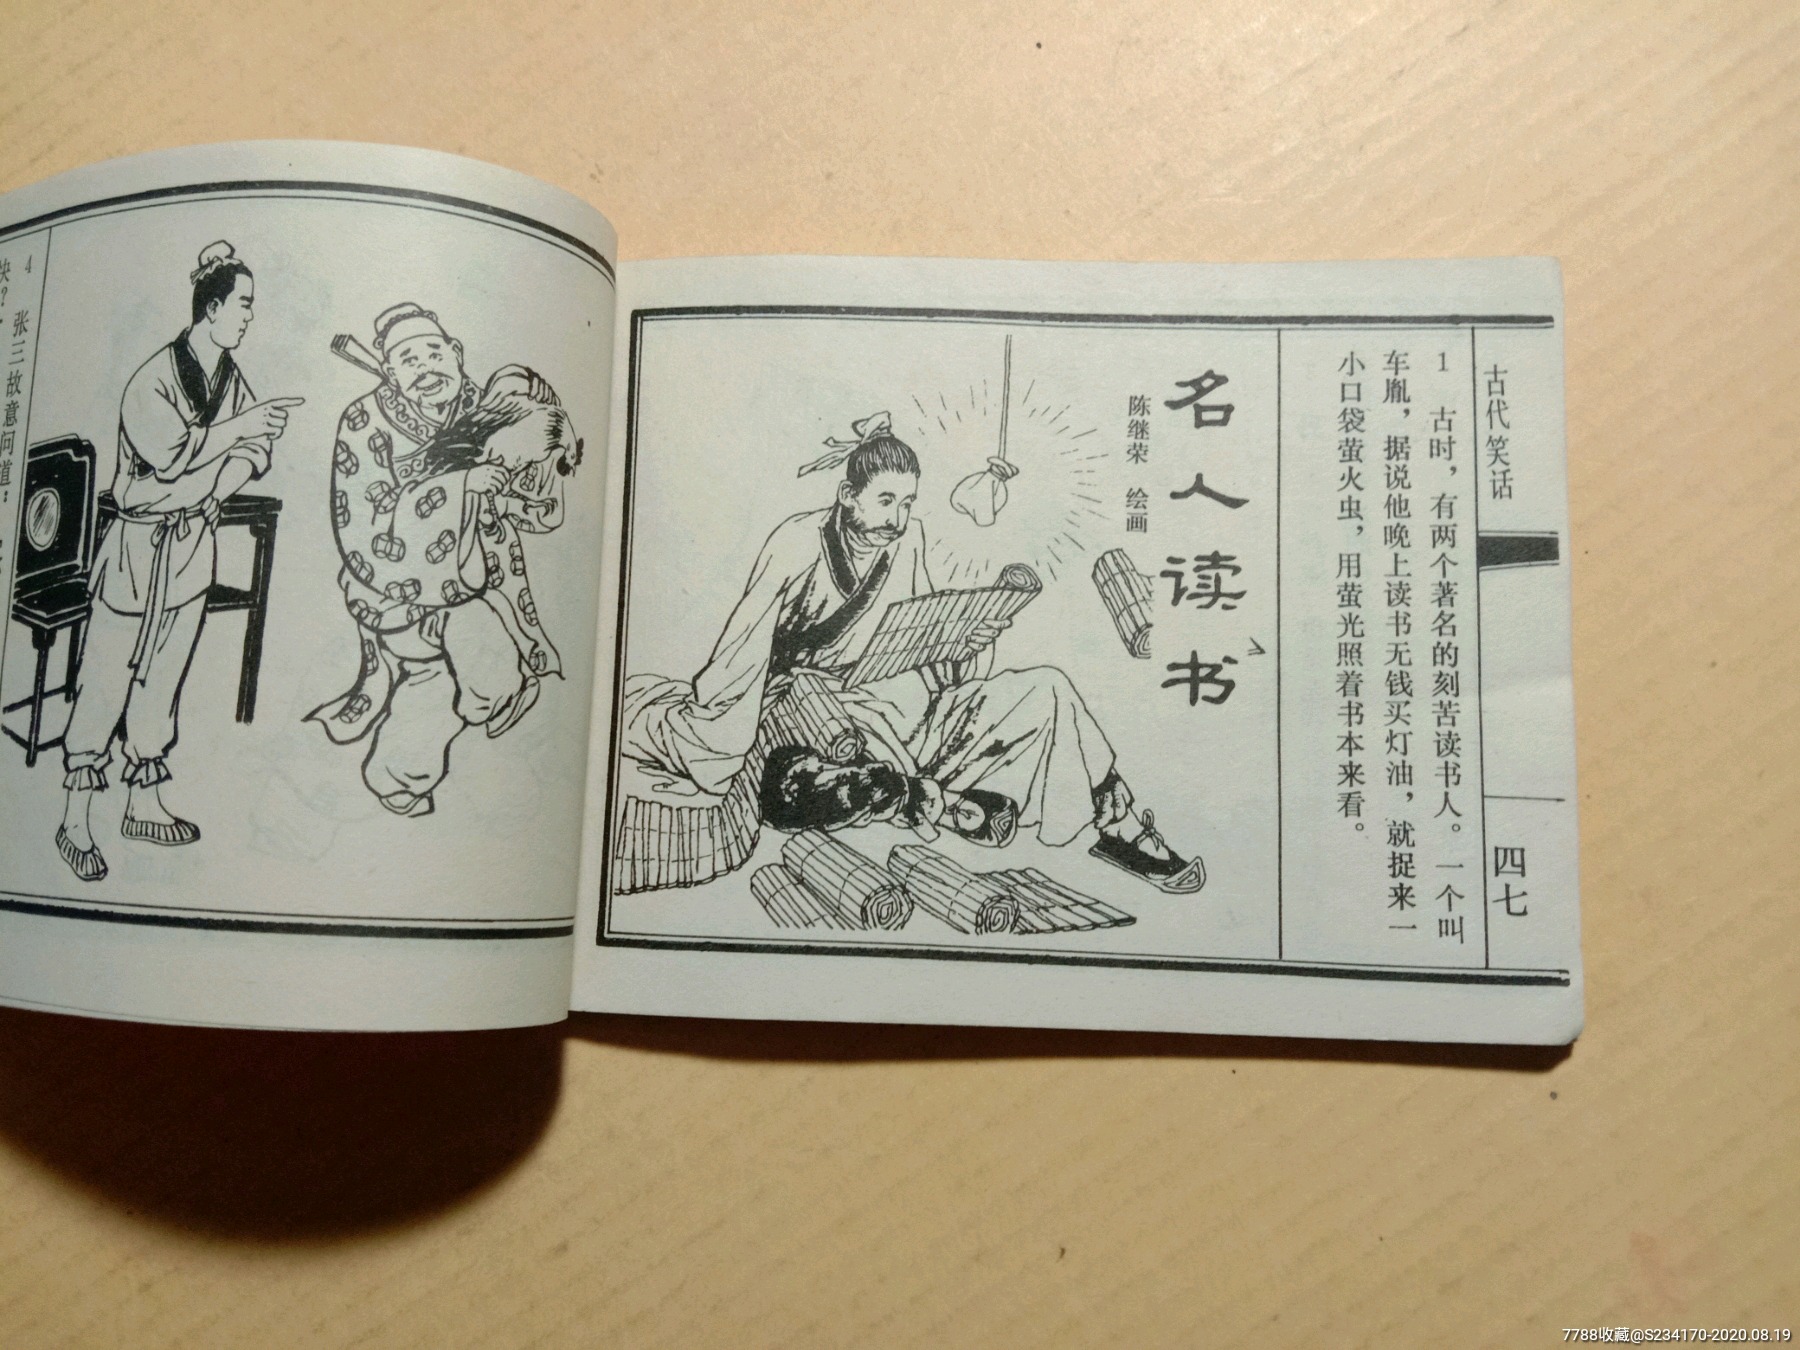 古代笑话
四七
1 古时，有两个著名的刻苦读书人。一个叫
车胤，据说他晚上读书无钱买灯油，就捉来一
小口袋萤火虫，用萤光照着书本来看。
名人读书
陈继荣 绘画
4 张三故意问道：
快？
7788收藏@S234170-2020.08.19